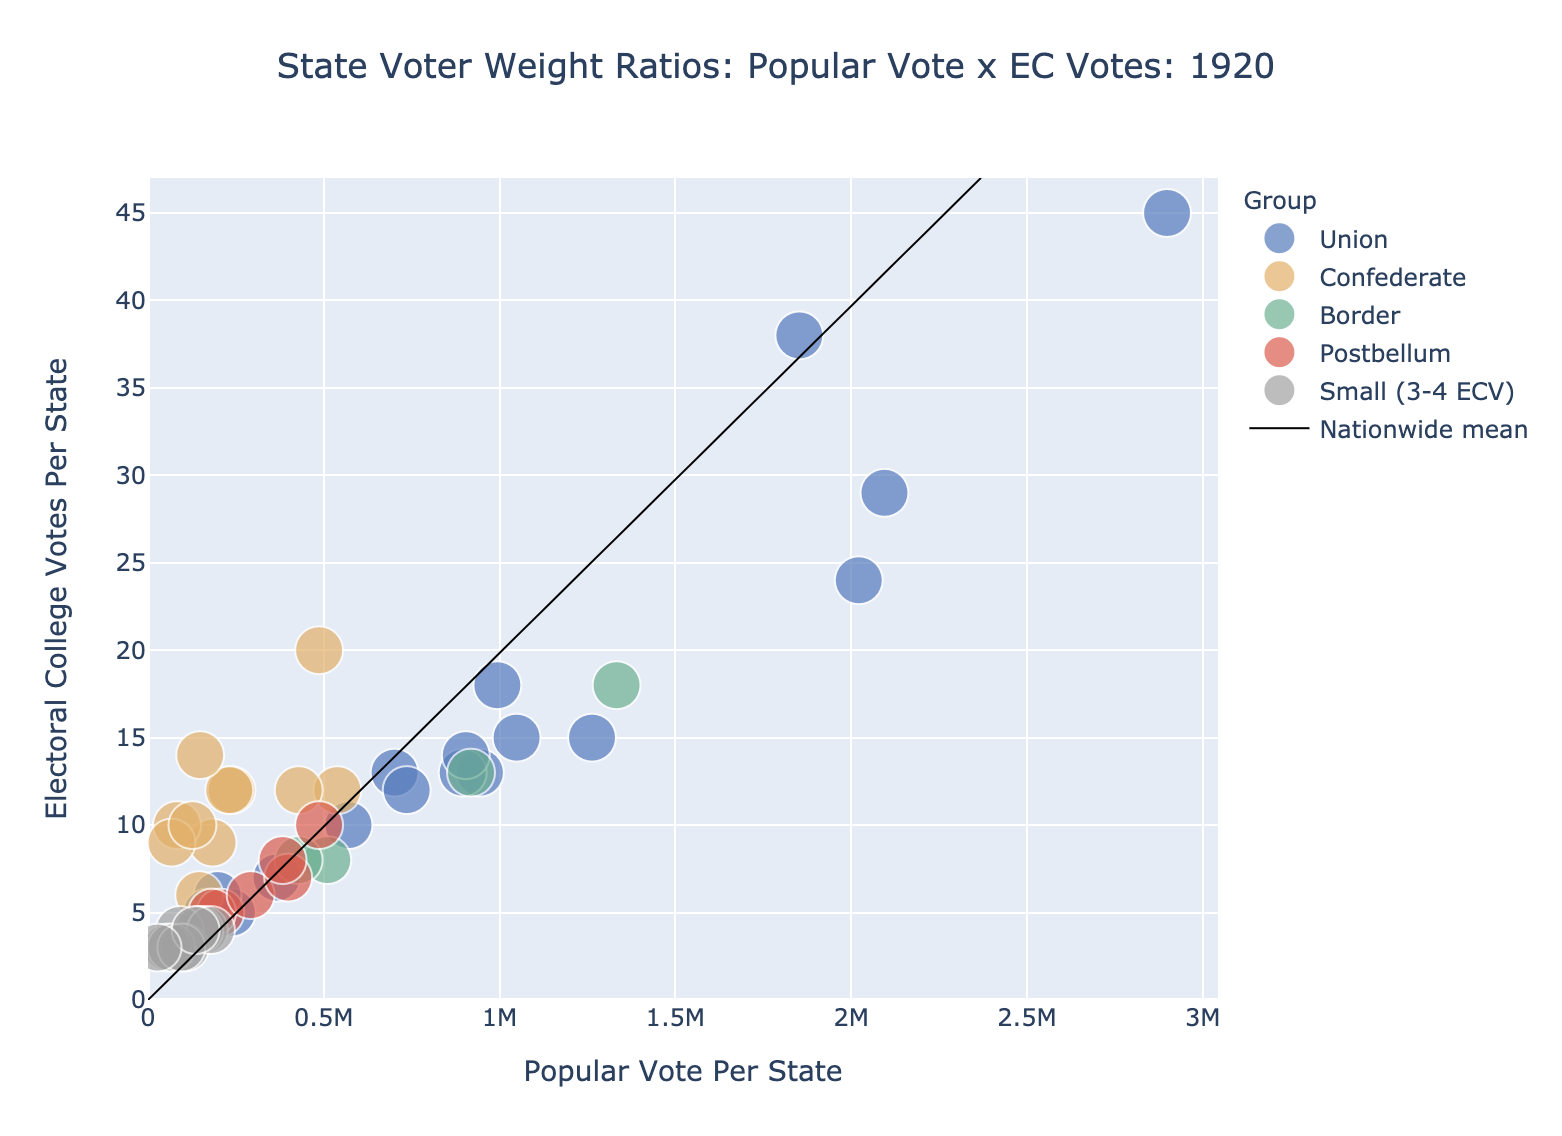 State Voter Weight Ratios: Popular Vote x EC Votes: 1920
Group
Union
Confederate
Border
Postbellum
Small (3-4 ECV)
Nationwide mean
Electoral College Votes Per State
45
40
35
30
25
20
15
10
5
0
0
0.5M
1M
1.5M
2M
2.5M
3M
Popular Vote Per State